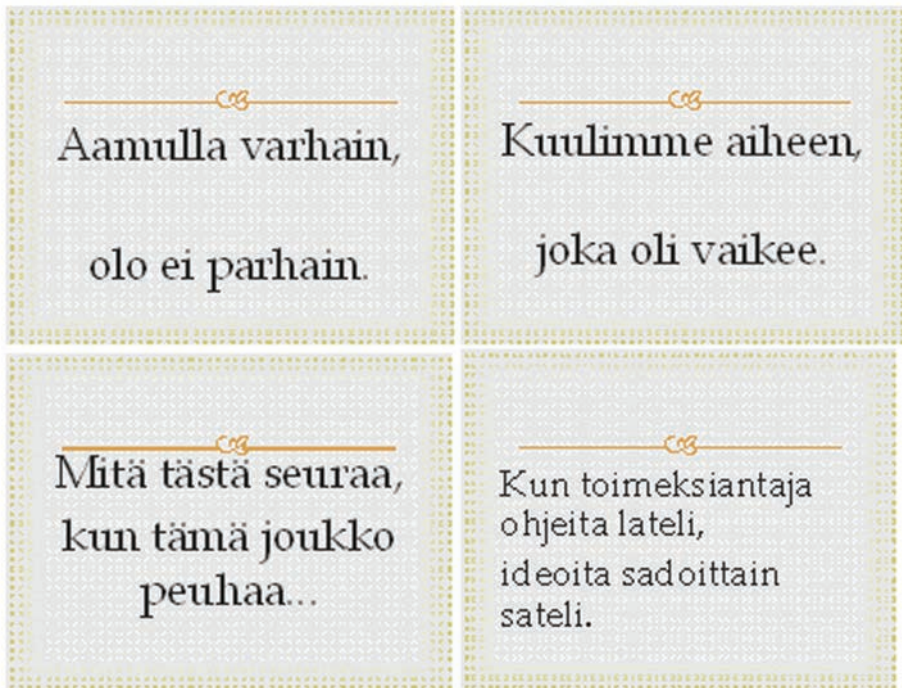 Aamulla varhain,
olo ei parhain.
Kuulimme aiheen,
joka oli vaikee.
Mitä tästä seuraa,
kun tämä joukko
peuhaa...
Kun toimeksiantaja
ohjeita lateli,
ideoita sadoittain
sateli.